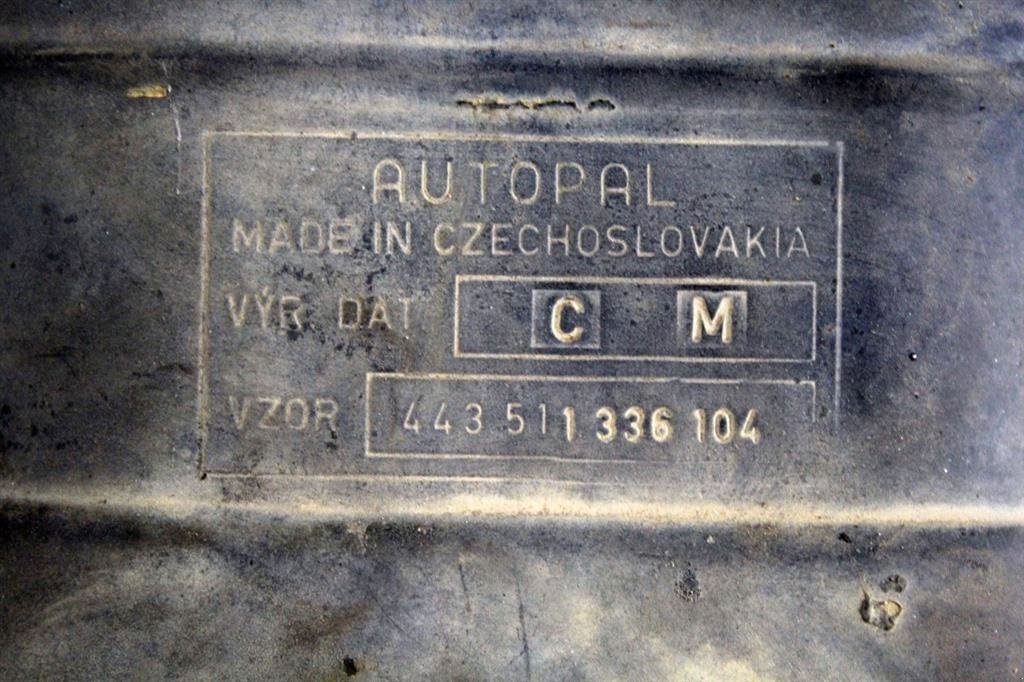 AUTOPAL
MADE IN CZECHOSLOVAKIA
VÝR. DAT C M
VZOR 443 511 336 104